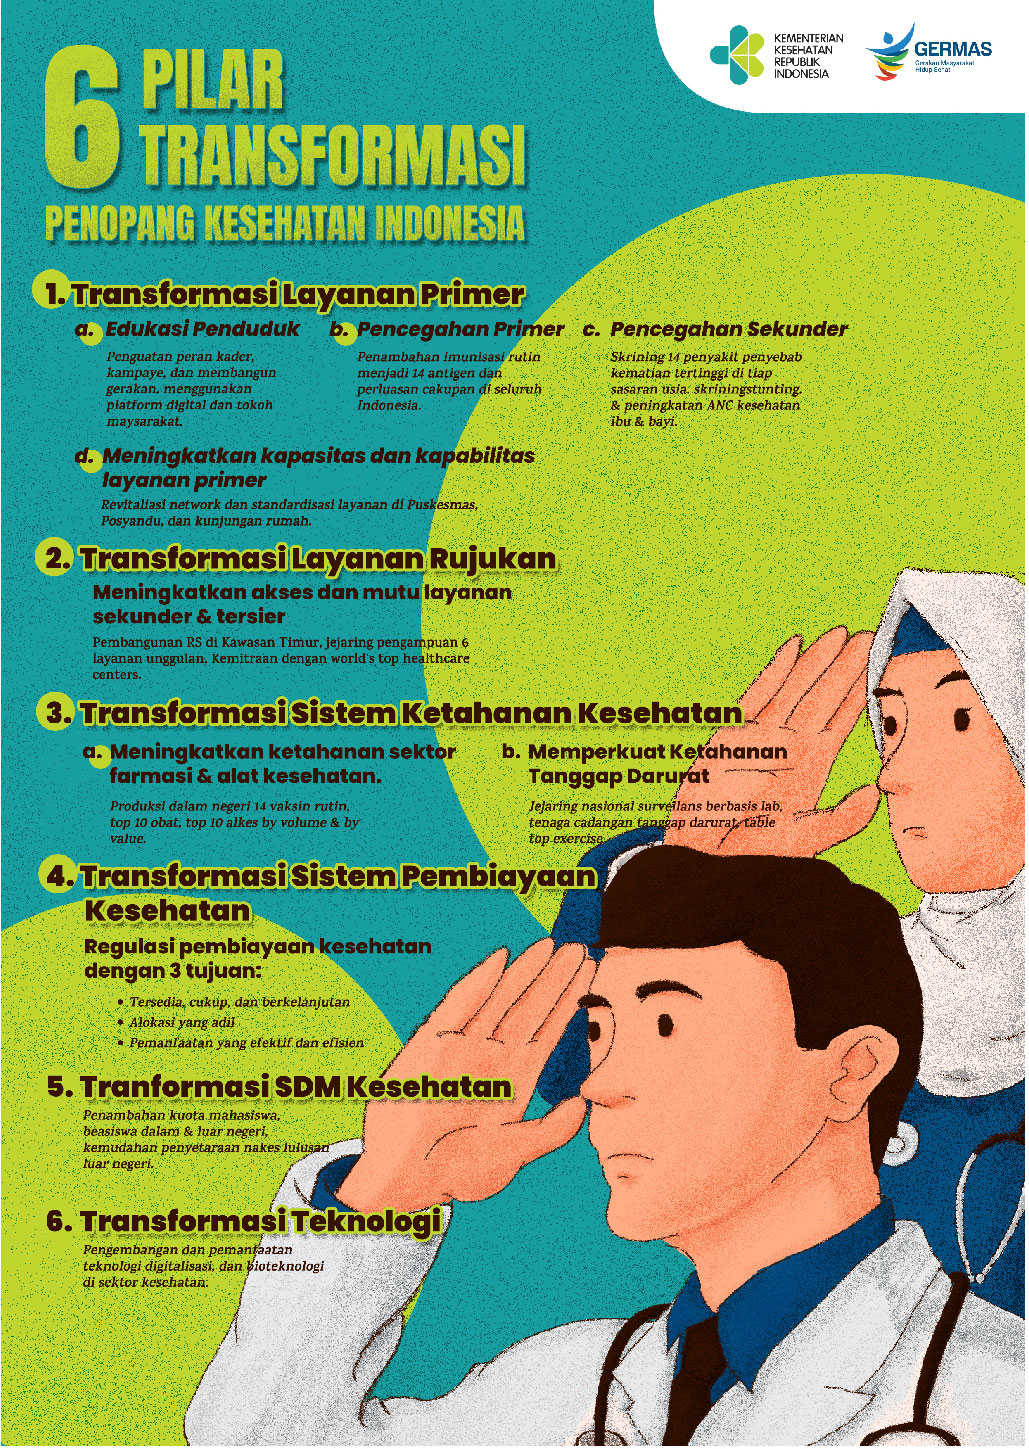 KEMENTERIAN
KESEHATAN
REPUBLIK
INDONESIA
GERMAS
Gerakan Masyarakat
Hidup Sehat
6 PILAR
TRANSFORMASI
PENOPANG KESEHATAN INDONESIA
1. Transformasi Layanan Primer
a. Edukasi Penduduk
Penguatan peran kader,
kampaye, dan membangun
gerakan, menggunakan
platform digital dan tokoh
maysarakat.
b. Pencegahan Primer
Penambahan imunisasi rutin
menjadi 14 antigen dan
perluasan cakupan di seluruh
Indonesia.
c. Pencegahan Sekunder
Skrining 14 penyakit penyebab
kematian tertinggi di tiap
sasaran usia, skriningstunting,
& peningkatan ANC kesehatan
ibu & bayi.
d. Meningkatkan kapasitas dan kapabilitas
layanan primer
Revitaliasi network dan standardisasi layanan di Puskesmas,
Posyandu, dan kunjungan rumah.
2. Transformasi Layanan Rujukan
Meningkatkan akses dan mutu layanan
sekunder & tersier
Pembangunan RS di Kawasan Timur, jejaring pengampuan 6
layanan unggulan, Kemitraan dengan world's top healthcare
centers.
3. Transformasi Sistem Ketahanan Kesehatan
a. Meningkatkan ketahanan sektor
farmasi & alat kesehatan.
Produksi dalam negeri 14 vaksin rutin,
top 10 obat, top 10 alkes by volume & by
value.
b. Memperkuat Ketahanan
Tanggap Darurat
Jejaring nasional surveilans berbasis lab,
tenaga cadangan tanggap darurat, table
top exercise.
4. Transformasi Sistem Pembiayaan
Kesehatan
Regulasi pembiayaan kesehatan
dengan 3 tujuan:
• Tersedia, cukup, dan berkelanjutan
• Alokasi yang adil
• Pemanfaatan yang efektif dan efisien
5. Tranformasi SDM Kesehatan
Penambahan kuota mahasiswa,
beasiswa dalam & luar negeri,
kemudahan penyetaraan nakes lulusan
luar negeri.
6. Transformasi Teknologi
Pengembangan dan pemanfaatan
teknologi digitalisasi, dan bioteknologi
di sektor kesehatan.